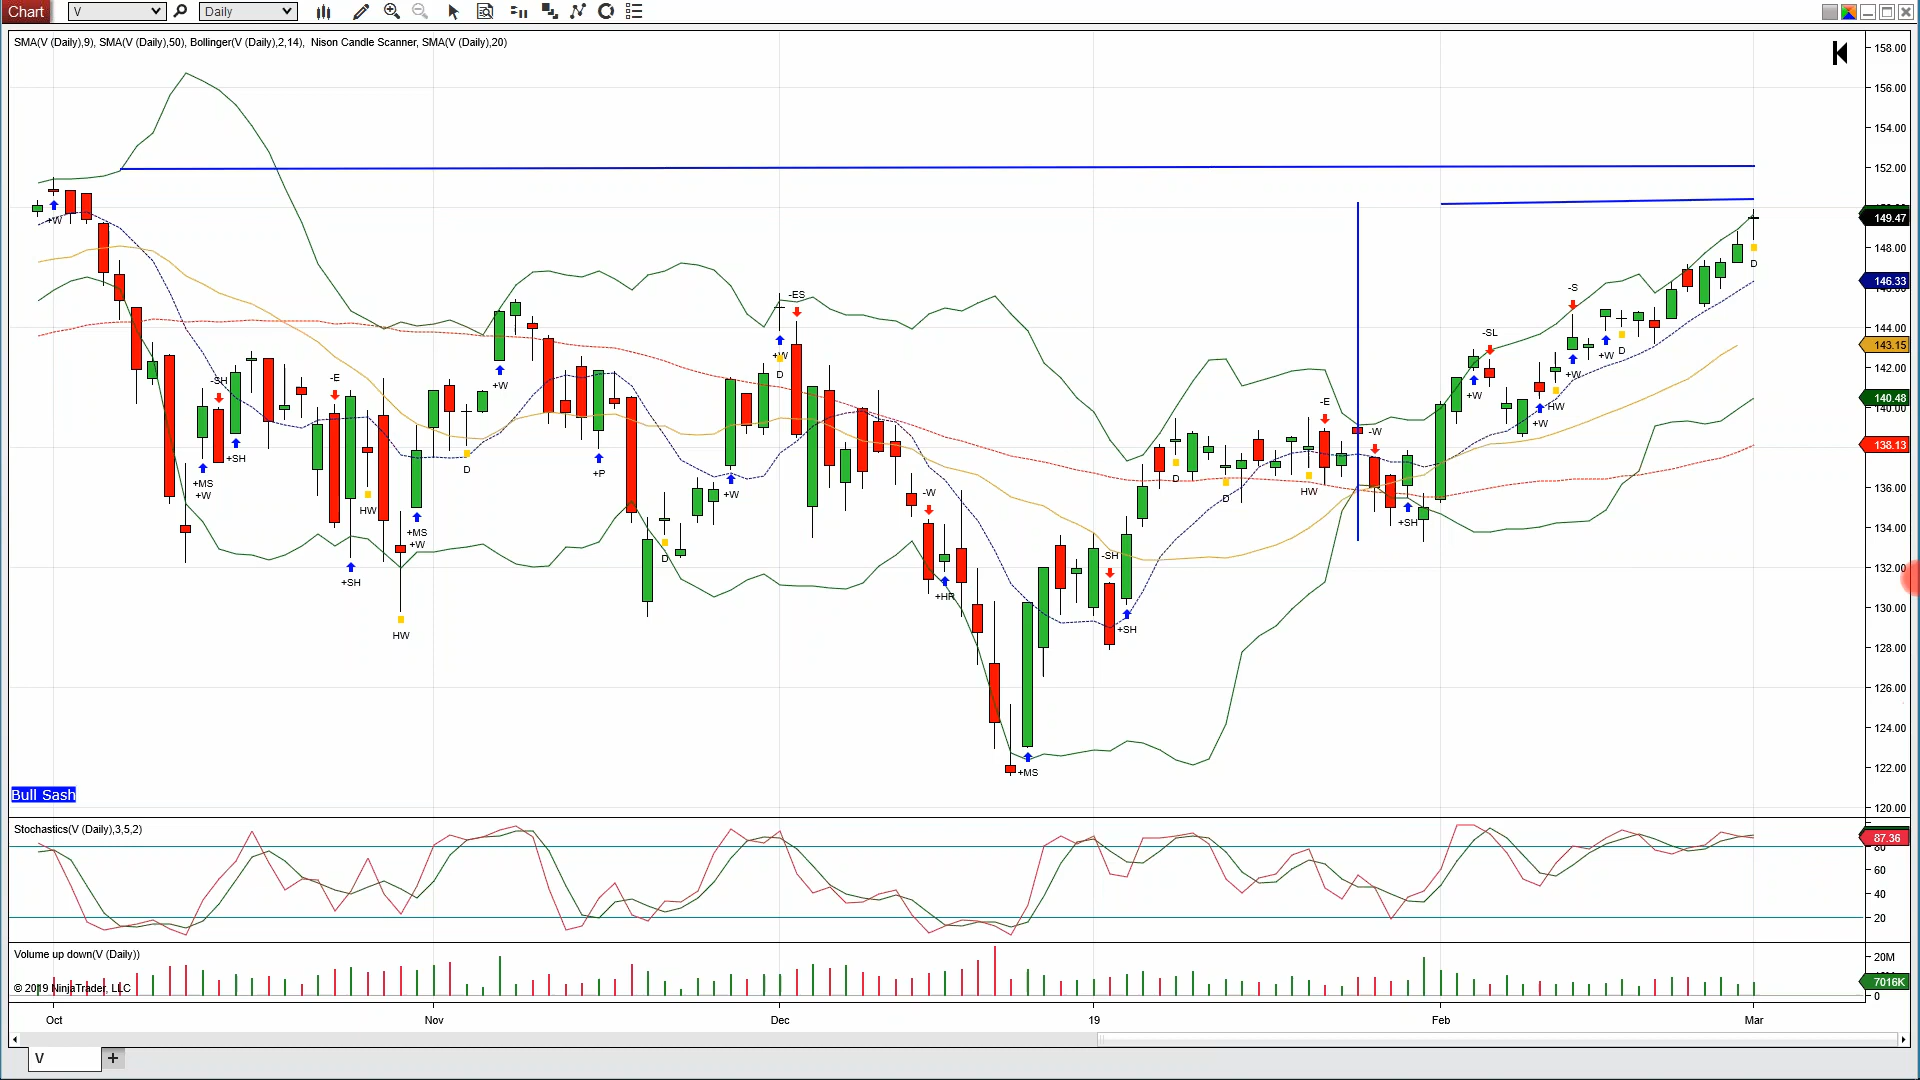 Chart V Daily
SMA(V (Daily),9), SMA(V (Daily),50), Bollinger(V (Daily),2,14),  Nison Candle Scanner, SMA(V (Daily),20)
158.00
156.00
154.00
152.00
149.47
148.00
146.33
144.00
143.15
142.00
140.48
140.00
138.13
136.00
134.00
132.00
130.00
128.00
126.00
124.00
122.00
120.00
+W
-SH
+MS
+W
+SH
-E
+SH
HW
HW
+MS
+W
D
+W
+P
D
+W
-ES
+W
D
-W
+HR
+MS
-SH
+SH
D
D
HW
-E
-W
+SH
-SL
+W
+W
HW
-S
+W
+W
D
D
Bull Sash
Stochastics(V (Daily),3,5,2)
87.36
80
60
40
20
Volume up down(V (Daily))
20M
7016K
0
© 2019 NinjaTrader, LLC
Oct Nov Dec 19 Feb Mar
V +